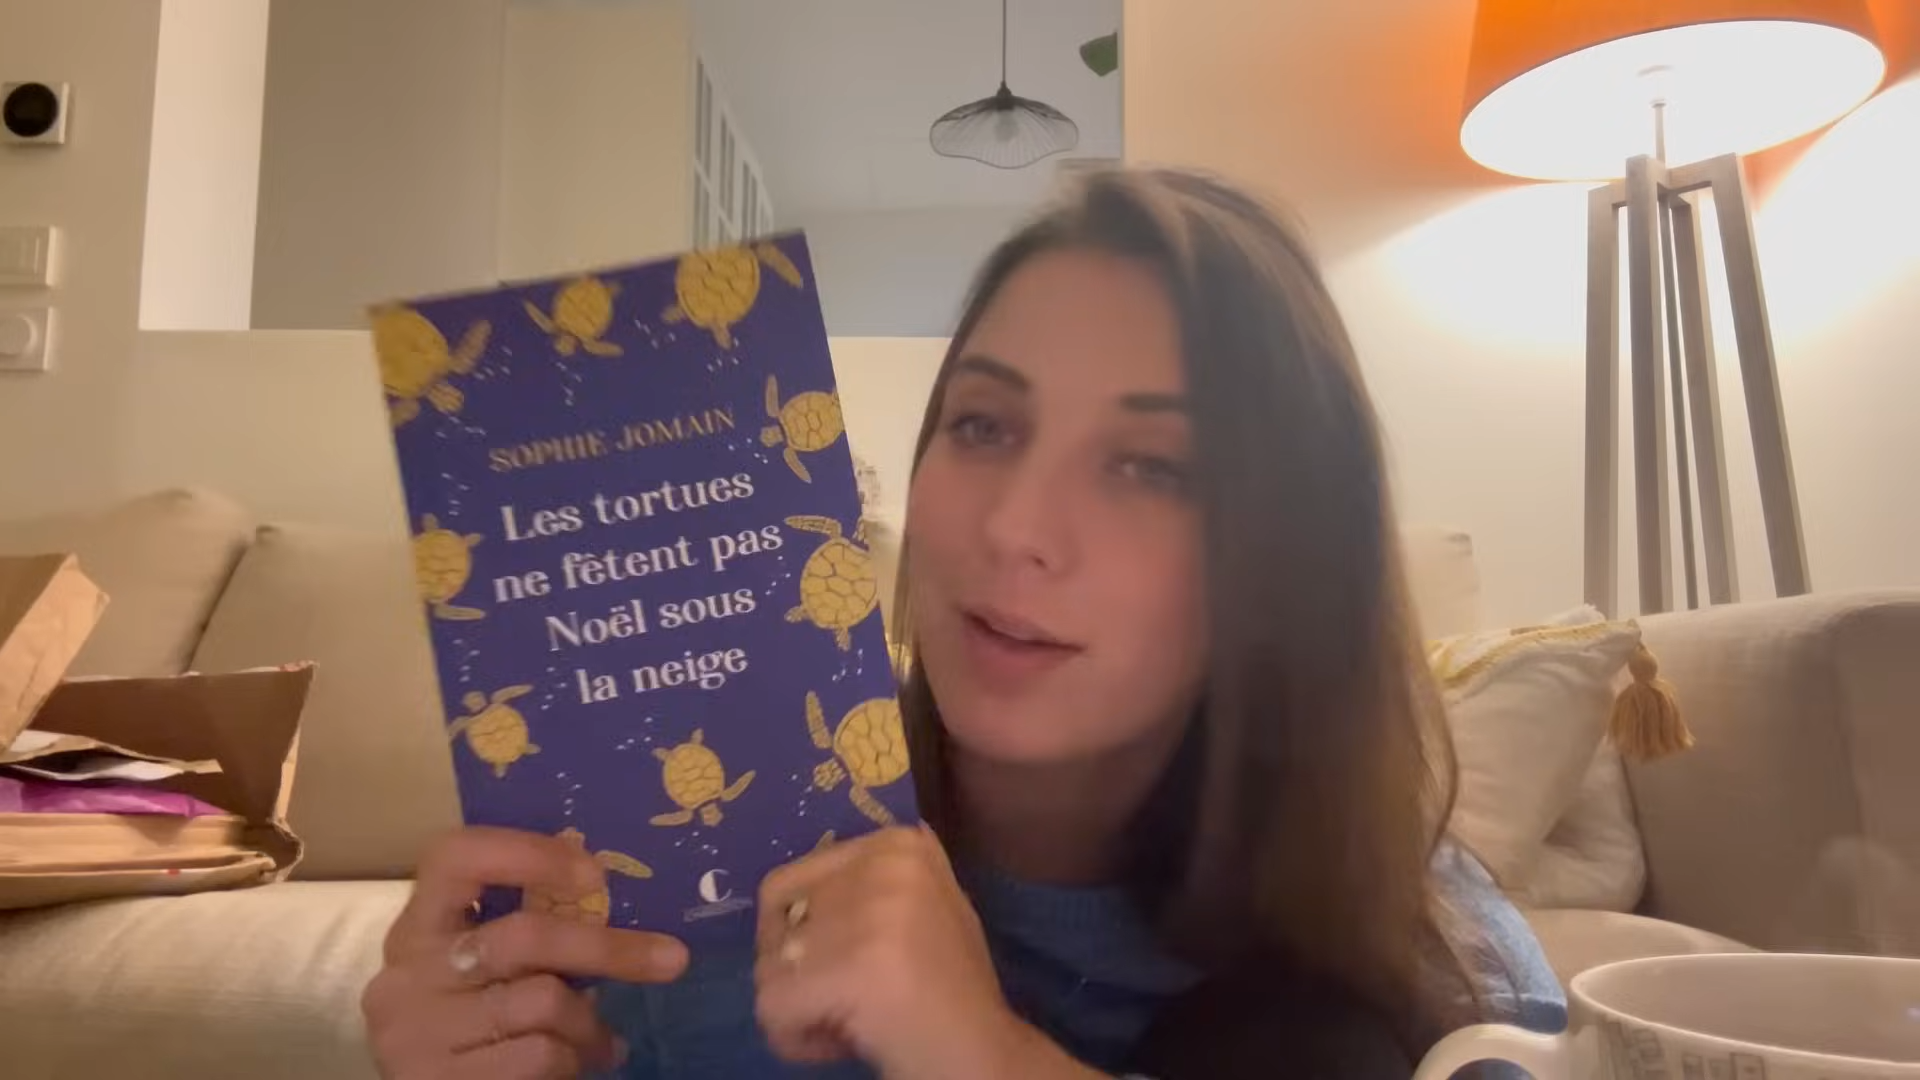 SOPHIE JOMAIN
Les tortues
ne fêtent pas
Noël sous
la neige
C